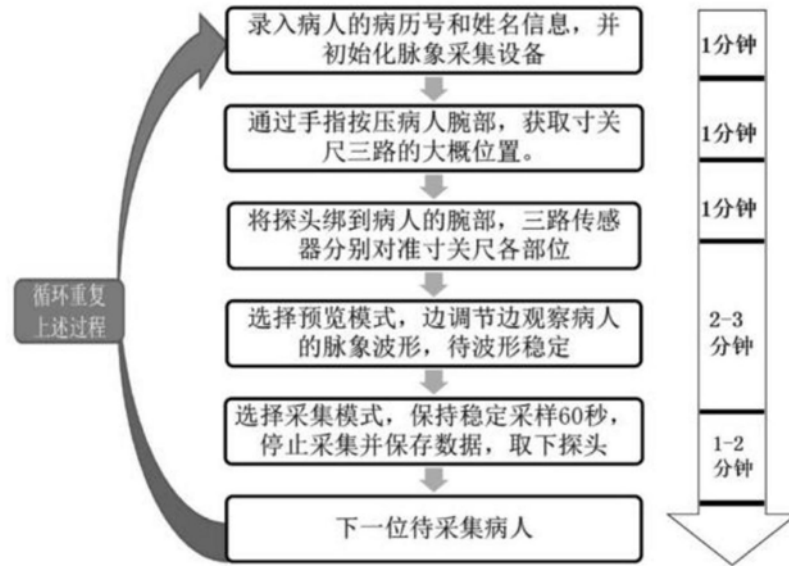 录入病人的病历号和姓名信息，并
初始化脉象采集设备
1分钟
通过手指按压病人腕部，获取寸关
尺三路的大概位置。
1分钟
将探头绑到病人的腕部，三路传感
器分别对准寸关尺各部位
1分钟
循环重复
上述过程
选择预览模式，边调节边观察病人
的脉象波形，待波形稳定
2-3
分钟
选择采集模式，保持稳定采样60秒，
停止采集并保存数据，取下探头
1-2
分钟
下一位待采集病人